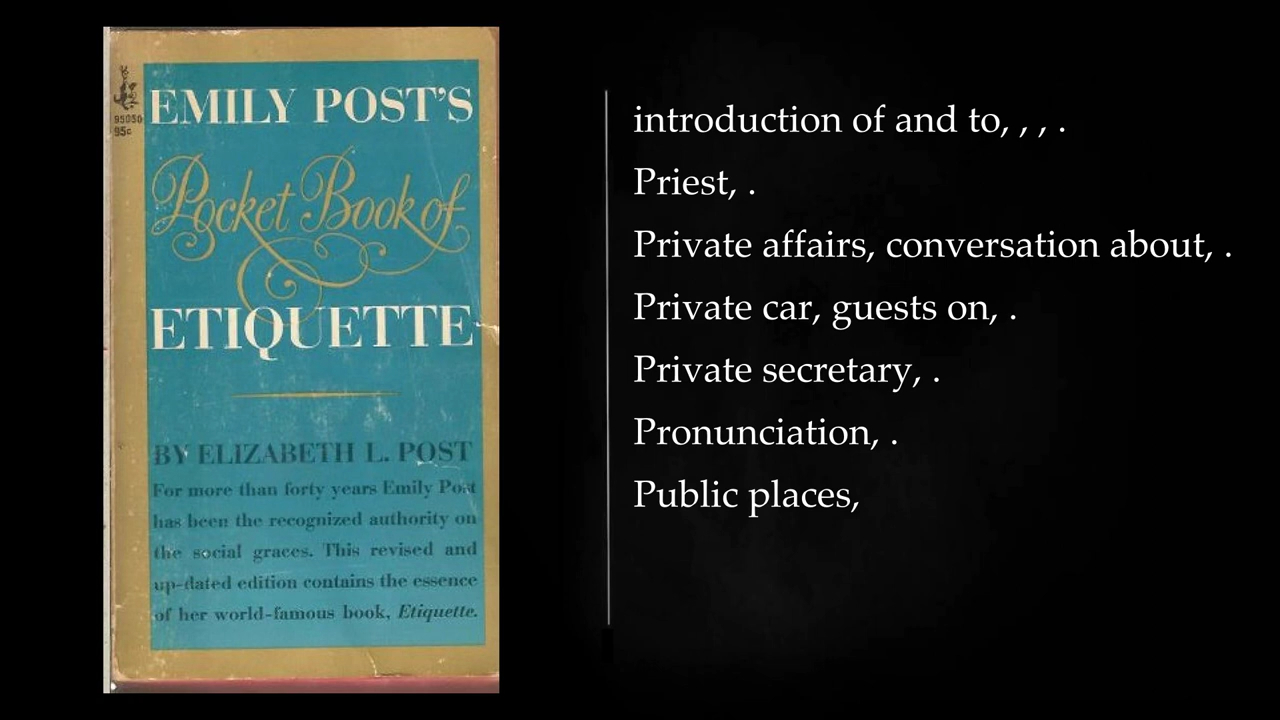 95050
95c
EMILY POST'S
Pocket Book of
ETIQUETTE
BY ELIZABETH L. POST
For more than forty years Emily Post
has been the recognized authority on
the social graces. This revised and
up-dated edition contains the essence
of her world-famous book, Etiquette.
introduction of and to, , , .
Priest, .
Private affairs, conversation about, .
Private car, guests on, .
Private secretary, .
Pronunciation, .
Public places,